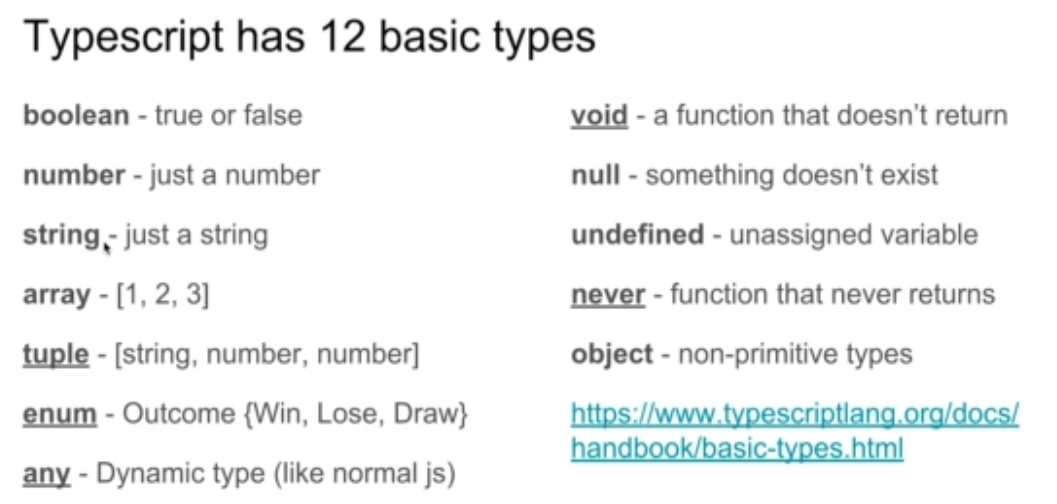 Typescript has 12 basic types
boolean - true or false
number - just a number
string - just a string
array - [1, 2, 3]
tuple - [string, number, number]
enum - Outcome {Win, Lose, Draw}
any - Dynamic type (like normal js)
void - a function that doesn't return
null - something doesn't exist
undefined - unassigned variable
never - function that never returns
object - non-primitive types
https://www.typescriptlang.org/docs/
handbook/basic-types.html